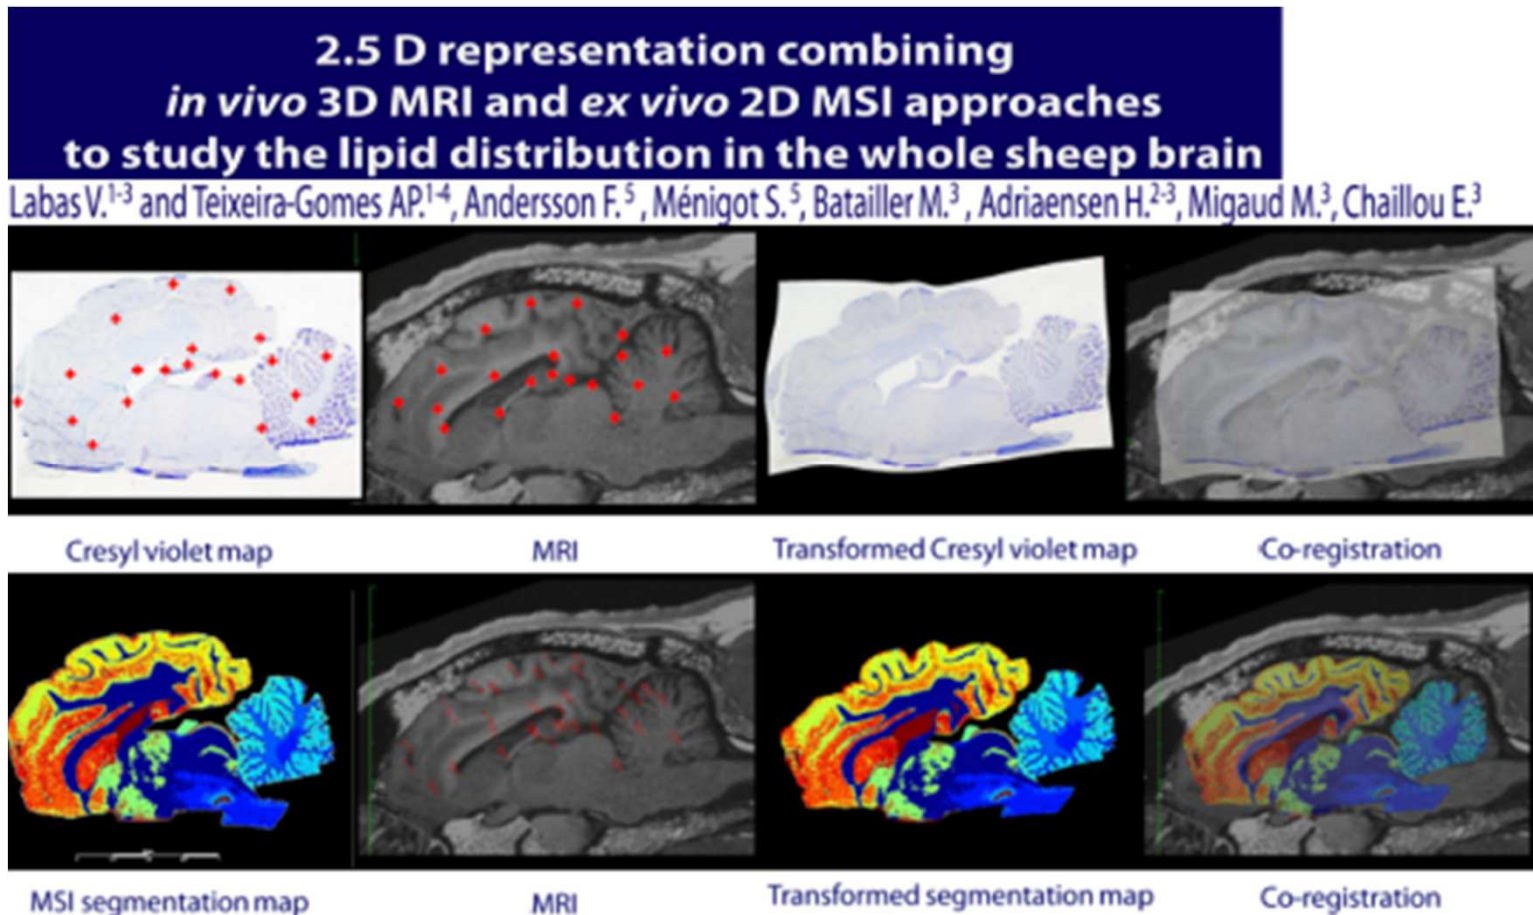 2.5 D representation combining
in vivo 3D MRI and ex vivo 2D MSI approaches
to study the lipid distribution in the whole sheep brain
Labas V.1-3 and Teixeira-Gomes AP.1-4, Andersson F.5 , Ménigot S.5, Batailler M.3 , Adriaensen H.2-3, Migaud M.3, Chaillou E.3
Cresyl violet map
MRI
Transformed Cresyl violet map
Co-registration
MSI segmentation map
MRI
Transformed segmentation map
Co-registration